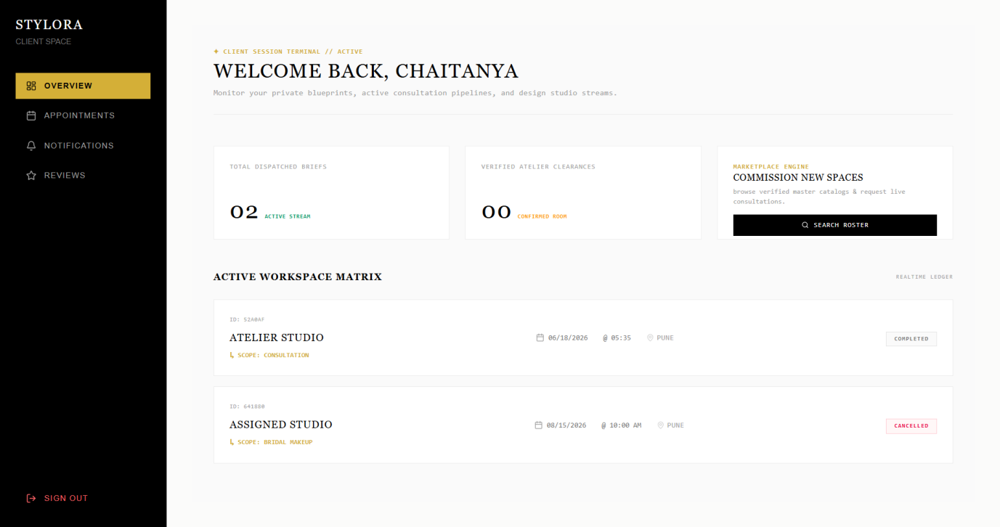 STYLORA
CLIENT SPACE
OVERVIEW
APPOINTMENTS
NOTIFICATIONS
REVIEWS
SIGN OUT
✦ CLIENT SESSION TERMINAL // ACTIVE
WELCOME BACK, CHAITANYA
Monitor your private blueprints, active consultation pipelines, and design studio streams.
TOTAL DISPATCHED BRIEFS
02 ACTIVE STREAM
VERIFIED ATELIER CLEARANCES
00 CONFIRMED ROOM
MARKETPLACE ENGINE
COMMISSION NEW SPACES
browse verified master catalogs & request live
consultations.
SEARCH ROSTER
ACTIVE WORKSPACE MATRIX
REALTIME LEDGER
ID: 52A0AF
ATELIER STUDIO
↳ SCOPE: CONSULTATION
06/18/2026 @ 05:35 PUNE
COMPLETED
ID: 641880
ASSIGNED STUDIO
↳ SCOPE: BRIDAL MAKEUP
08/15/2026 @ 10:00 AM PUNE
CANCELLED